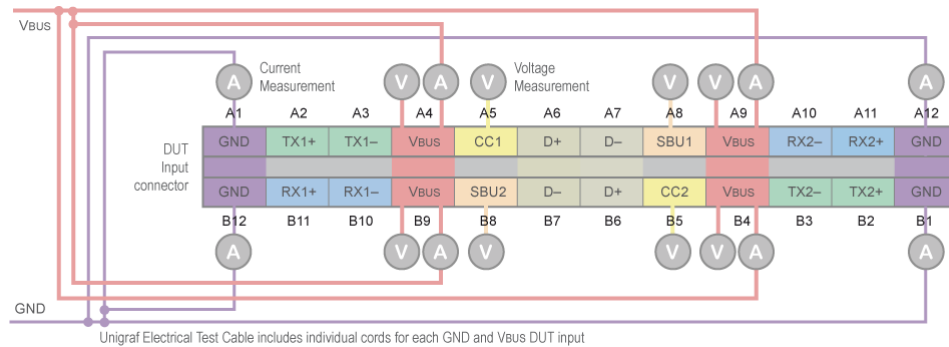 VBUS
A Current Measurement V A V Voltage Measurement V V A A
A1 A2 A3 A4 A5 A6 A7 A8 A9 A10 A11 A12
DUT Input connector
GND TX1+ TX1– VBUS CC1 D+ D– SBU1 VBUS RX2– RX2+ GND
GND RX1+ RX1– VBUS SBU2 D– D+ CC2 VBUS TX2– TX2+ GND
B12 B11 B10 B9 B8 B7 B6 B5 B4 B3 B2 B1
A V A V V V A A
GND
Unigraf Electrical Test Cable includes individual cords for each GND and VBUS DUT input